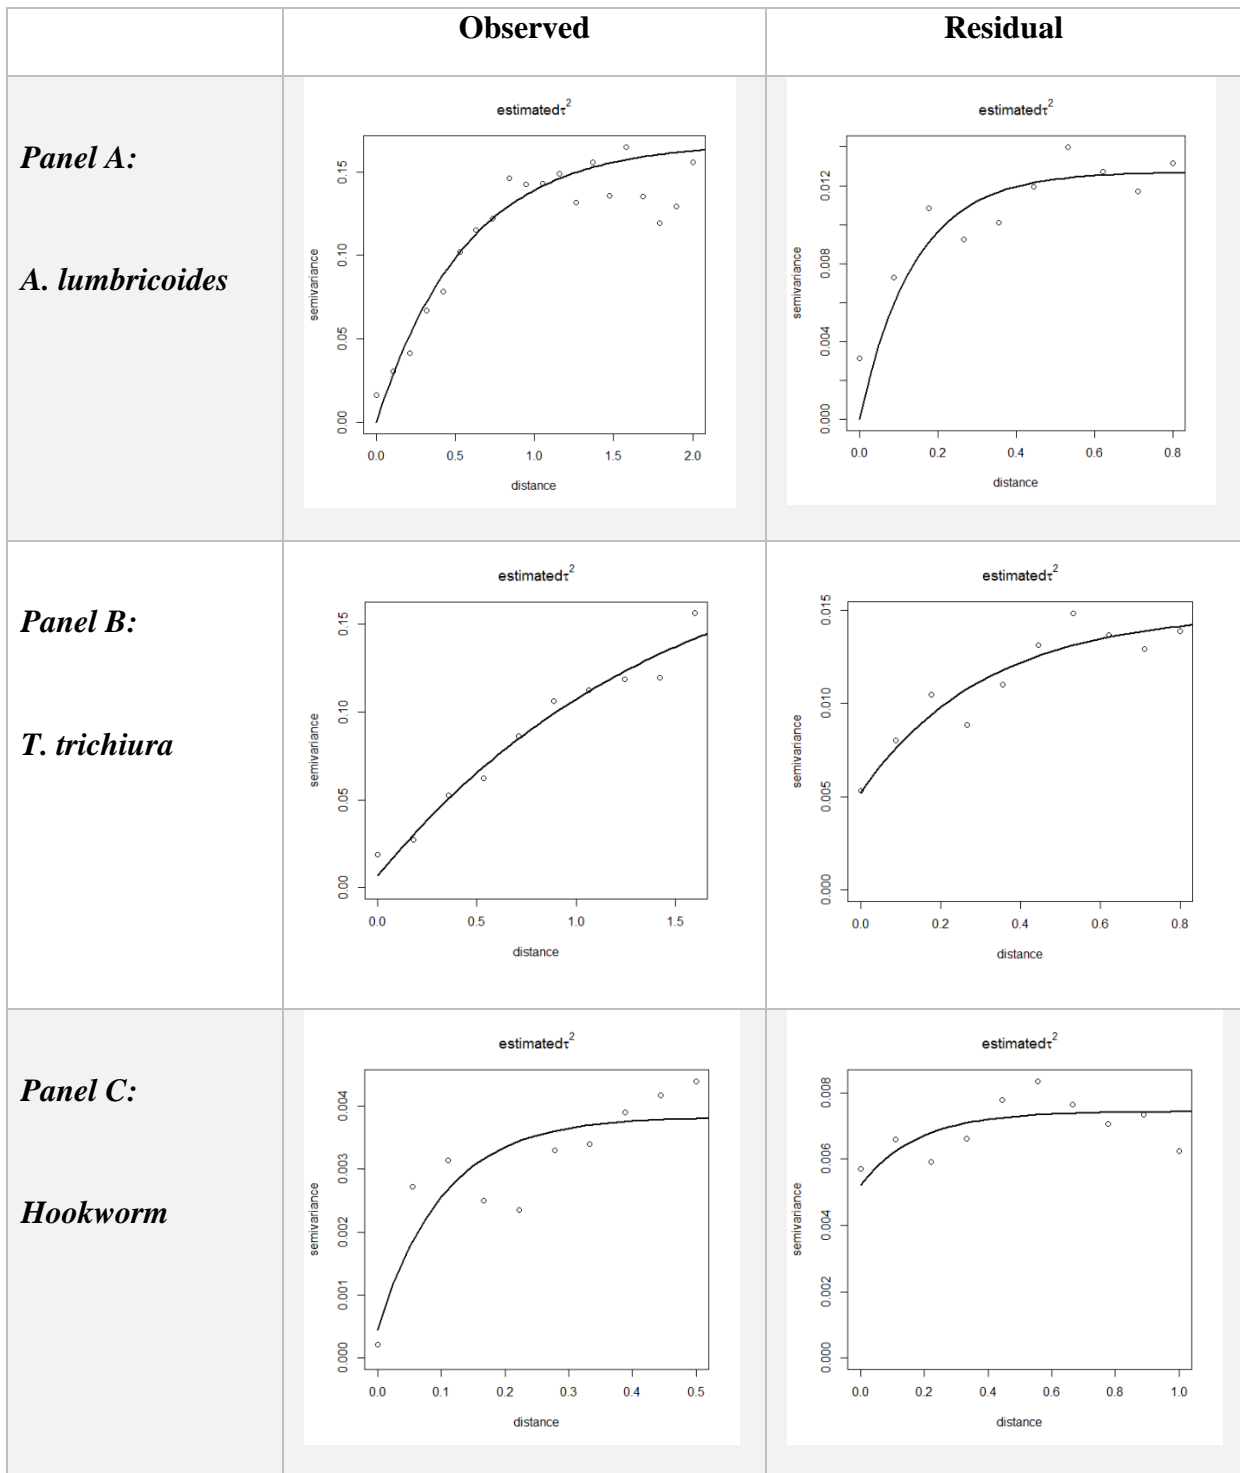 Observed Residual
Panel A:
A. lumbricoides
estimatedτ²
semivariance
0.00 0.05 0.10 0.15
0.0 0.5 1.0 1.5 2.0
distance
estimatedτ²
semivariance
0.000 0.004 0.008 0.012
0.0 0.2 0.4 0.6 0.8
distance
Panel B:
T. trichiura
estimatedτ²
semivariance
0.00 0.05 0.10 0.15
0.0 0.5 1.0 1.5
distance
estimatedτ²
semivariance
0.000 0.005 0.010 0.015
0.0 0.2 0.4 0.6 0.8
distance
Panel C:
Hookworm
estimatedτ²
semivariance
0.000 0.001 0.002 0.003 0.004
0.0 0.1 0.2 0.3 0.4 0.5
distance
estimatedτ²
semivariance
0.000 0.002 0.004 0.006 0.008
0.0 0.2 0.4 0.6 0.8 1.0
distance